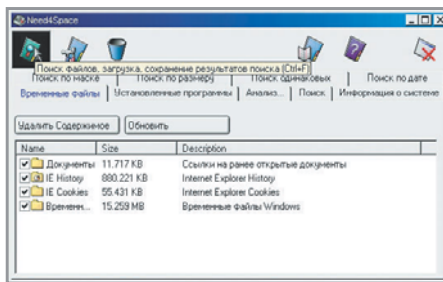 Need4Space
Поиск файлов, загрузка, сохранение результатов поиска (Ctrl+F)
Поиск по маске Поиск по размеру Поиск одинаковых Поиск по дате
Временные файлы Установленные программы Анализ... Поиск Информация о системе
Удалить Содержимое Обновить
Name Size Description
Документы 11.717 KB Ссылки на ранее открытые документы
IE History 880.221 KB Internet Explorer History
IE Cookies 55.431 KB Internet Explorer Cookies
Временн... 15.259 MB Временные файлы Windows